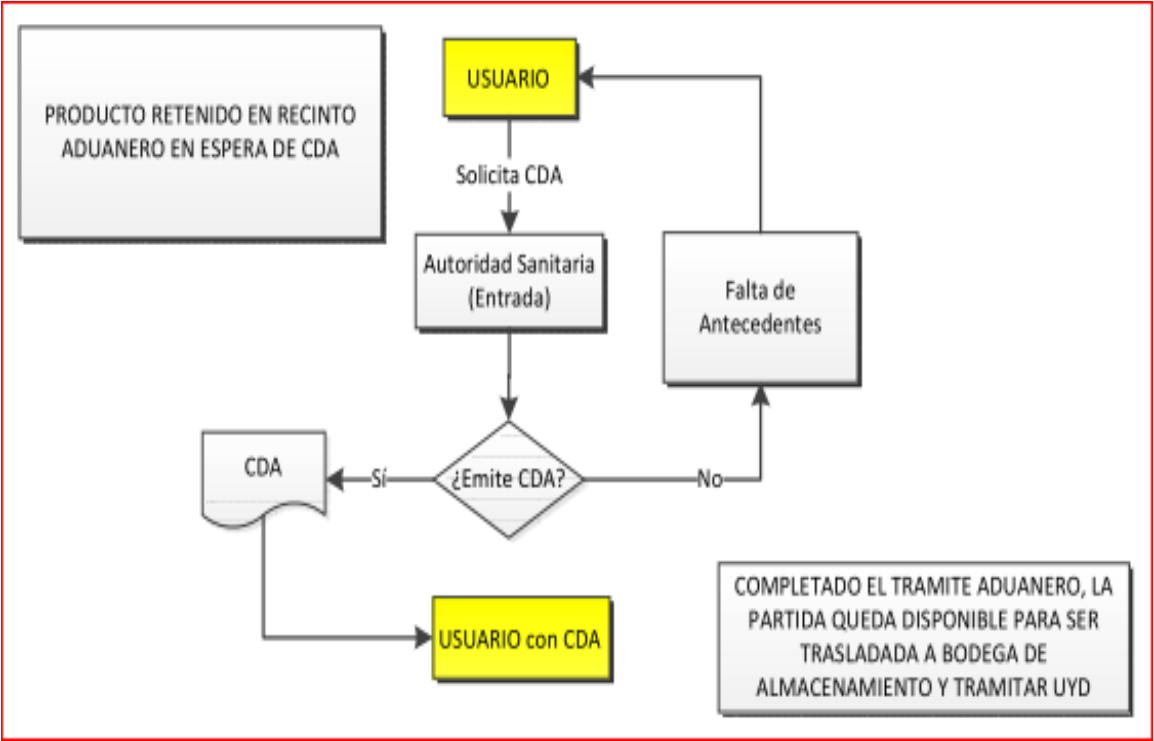 PRODUCTO RETENIDO EN RECINTO
ADUANERO EN ESPERA DE CDA
USUARIO
Solicita CDA
Autoridad Sanitaria
(Entrada)
Falta de
Antecedentes
CDA
Sí
¿Emite CDA?
No
USUARIO con CDA
COMPLETADO EL TRAMITE ADUANERO, LA
PARTIDA QUEDA DISPONIBLE PARA SER
TRASLADADA A BODEGA DE
ALMACENAMIENTO Y TRAMITAR UYD